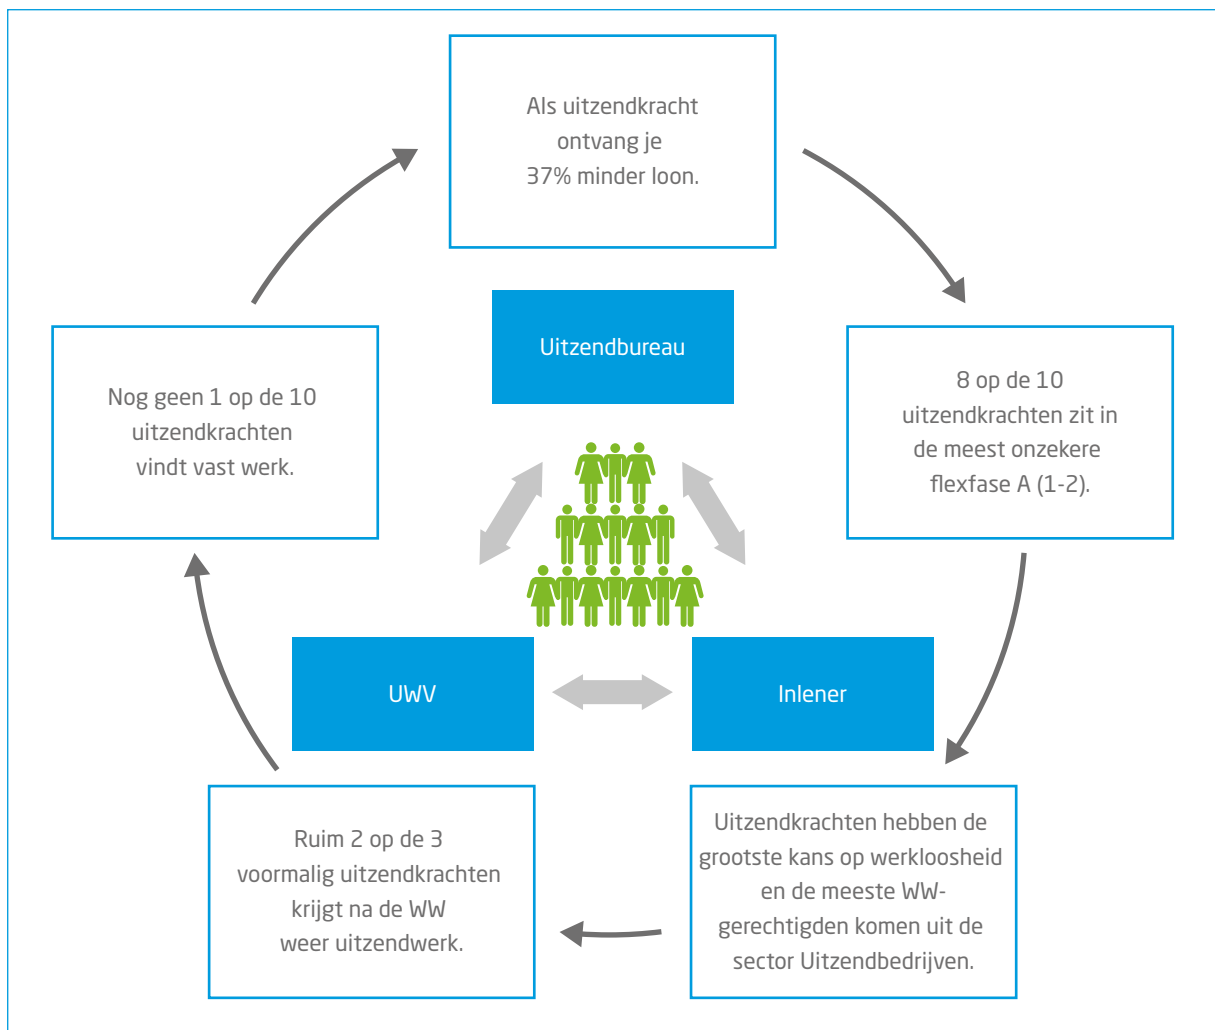 Als uitzendkracht
ontvang je
37% minder loon.
Uitzendbureau
Nog geen 1 op de 10
uitzendkrachten
vindt vast werk.
8 op de 10
uitzendkrachten zit in
de meest onzekere
flexfase A (1-2).
UWV
Inlener
Ruim 2 op de 3
voormalig uitzendkrachten
krijgt na de WW
weer uitzendwerk.
Uitzendkrachten hebben de
grootste kans op werkloosheid
en de meeste WW-
gerechtigden komen uit de
sector Uitzendbedrijven.